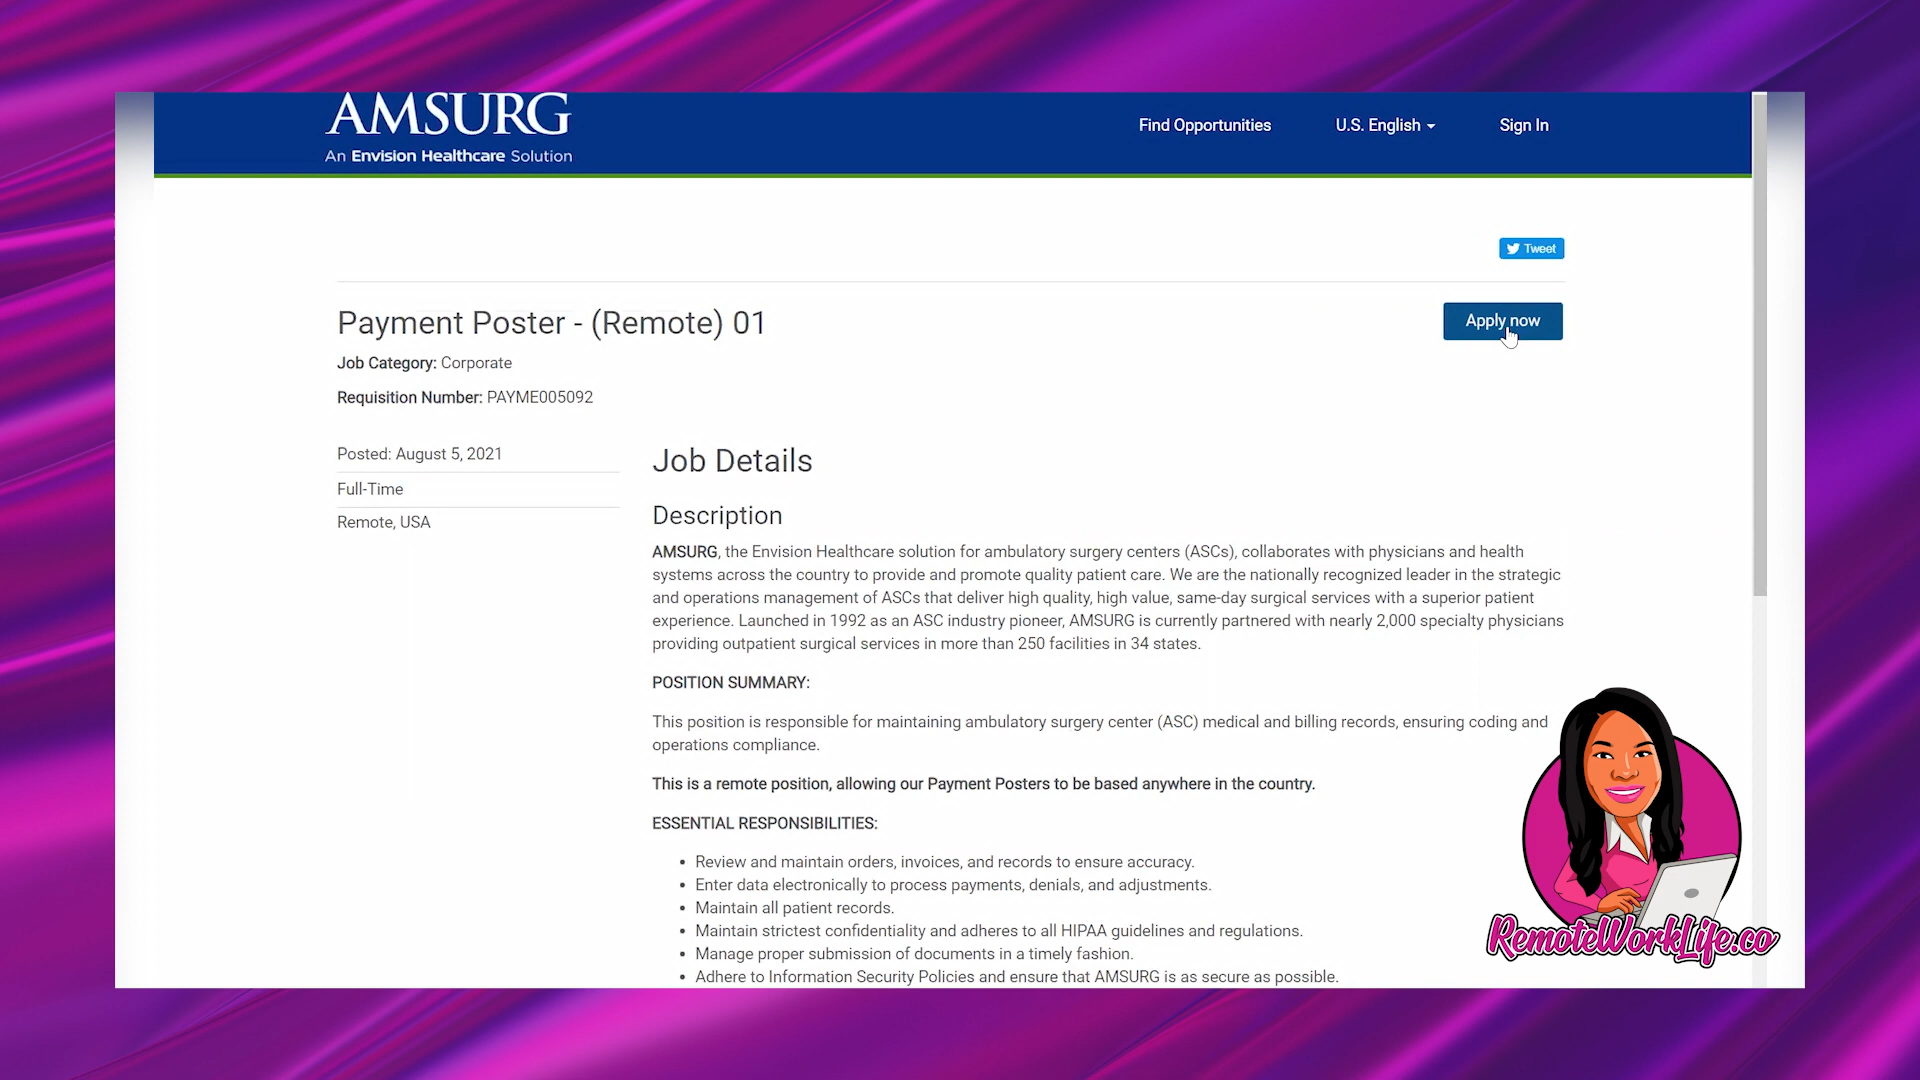 AMSURG
An Envision Healthcare Solution
Find Opportunities
U.S. English
Sign In
Tweet
Payment Poster - (Remote) 01
Apply now
Job Category: Corporate
Requisition Number: PAYME005092
Posted: August 5, 2021
Full-Time
Remote, USA
Job Details
Description
AMSURG, the Envision Healthcare solution for ambulatory surgery centers (ASCs), collaborates with physicians and health
systems across the country to provide and promote quality patient care. We are the nationally recognized leader in the strategic
and operations management of ASCs that deliver high quality, high value, same-day surgical services with a superior patient
experience. Launched in 1992 as an ASC industry pioneer, AMSURG is currently partnered with nearly 2,000 specialty physicians
providing outpatient surgical services in more than 250 facilities in 34 states.
POSITION SUMMARY:
This position is responsible for maintaining ambulatory surgery center (ASC) medical and billing records, ensuring coding and
operations compliance.
This is a remote position, allowing our Payment Posters to be based anywhere in the country.
ESSENTIAL RESPONSIBILITIES:
• Review and maintain orders, invoices, and records to ensure accuracy.
• Enter data electronically to process payments, denials, and adjustments.
• Maintain all patient records.
• Maintain strictest confidentiality and adheres to all HIPAA guidelines and regulations.
• Manage proper submission of documents in a timely fashion.
• Adhere to Information Security Policies and ensure that AMSURG is as secure as possible.
RemoteWorkLife.co